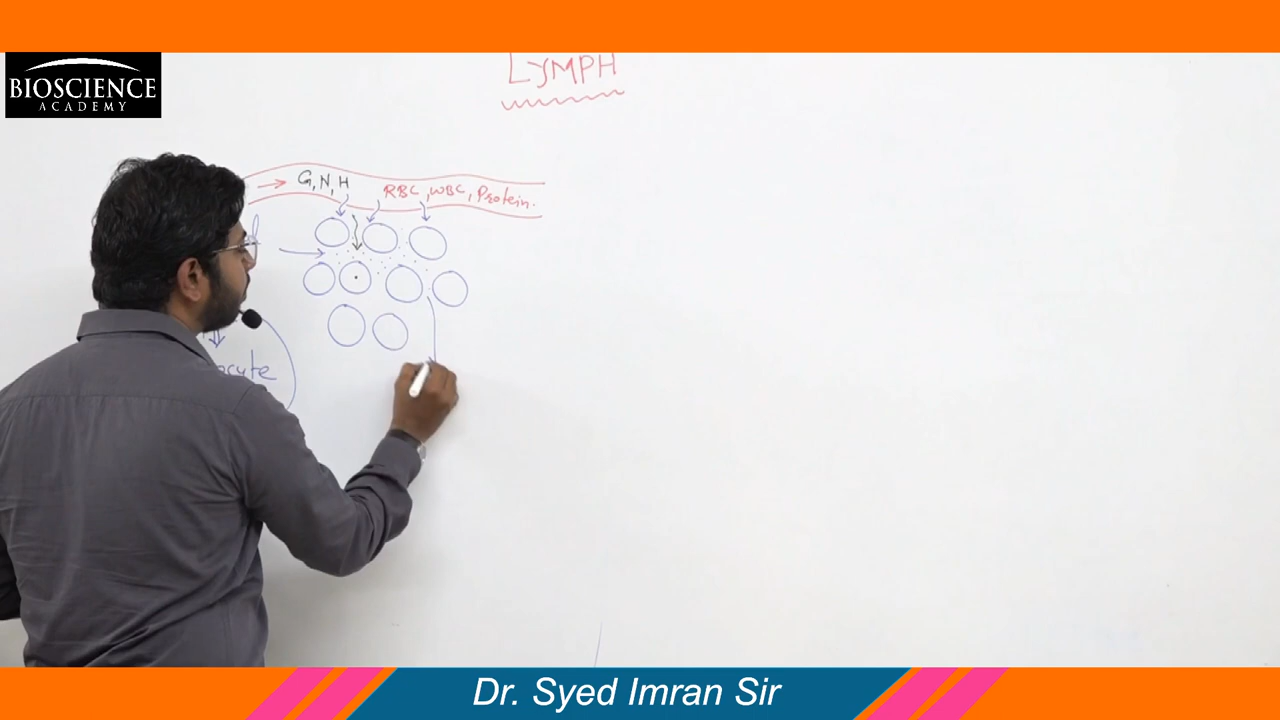 BIOSCIENCE
ACADEMY
LYMPH
G, N, H
RBC, WBC, Protein.
Dr. Syed Imran Sir